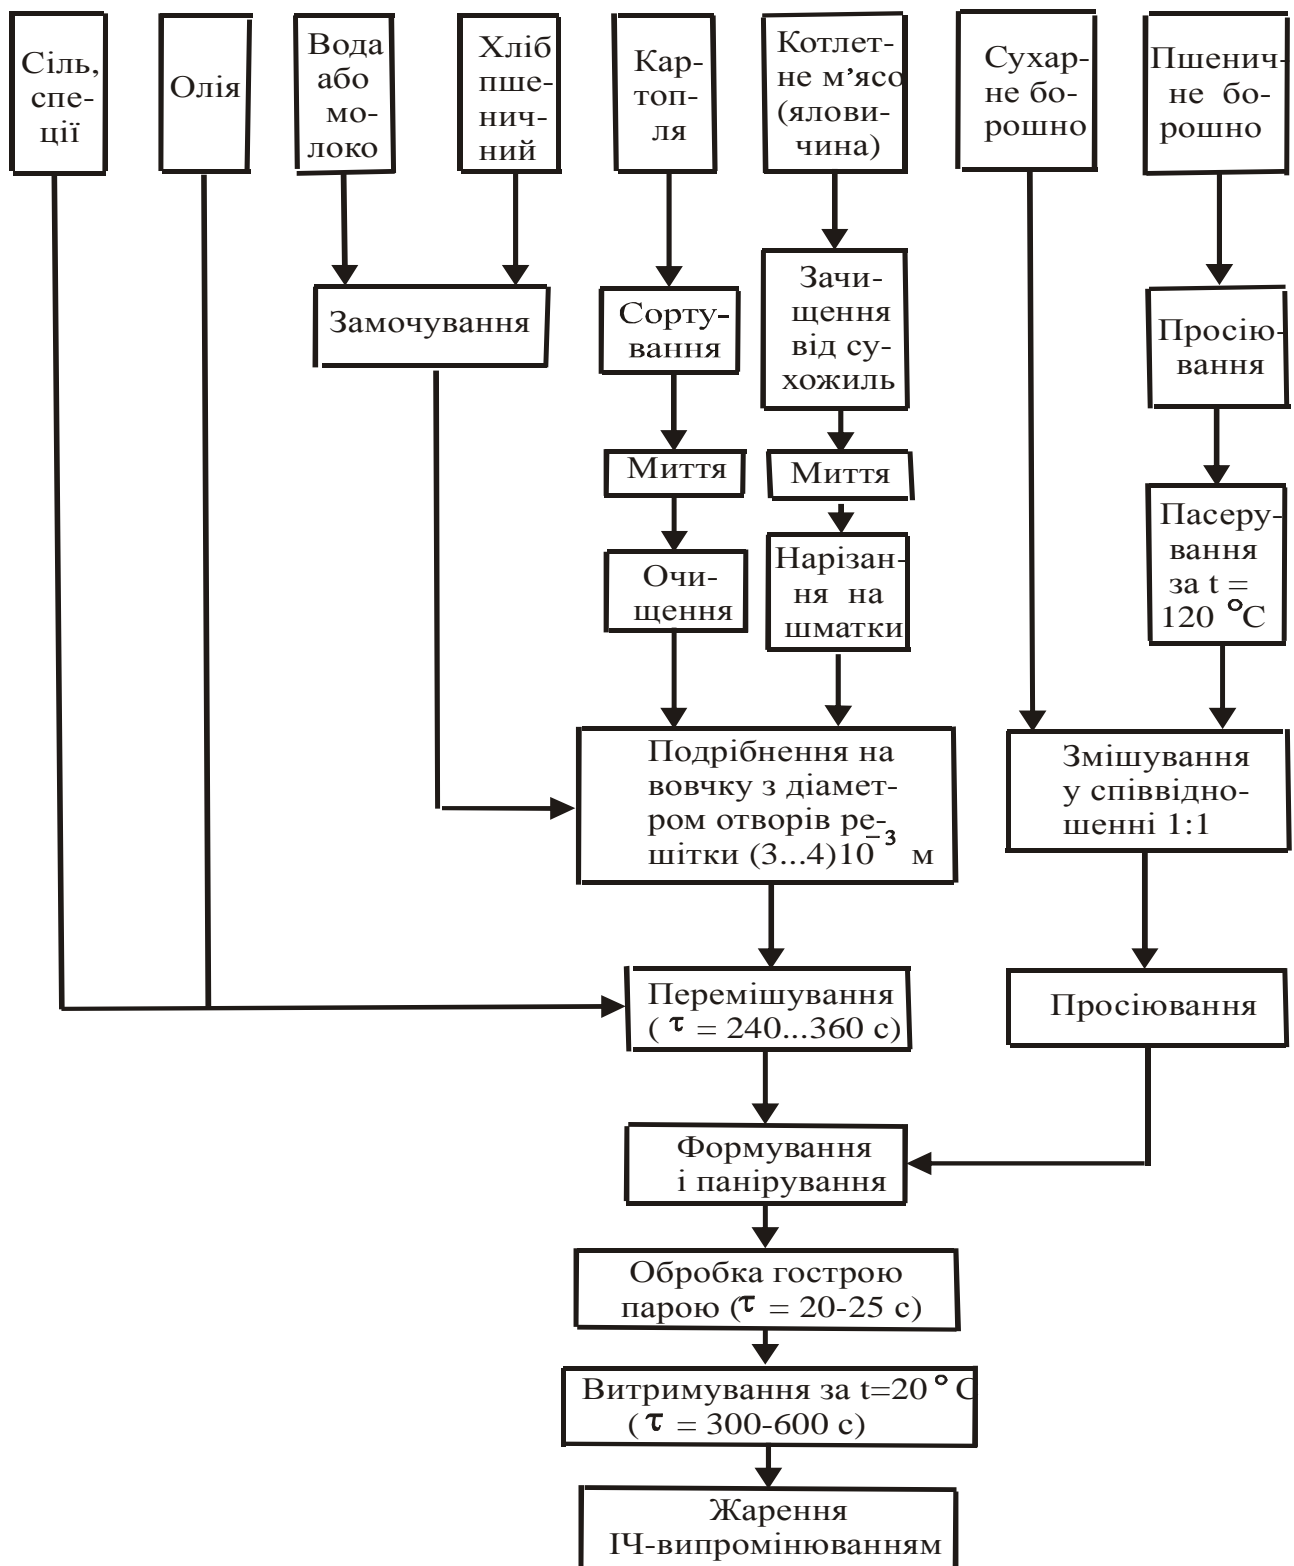 Сіль,
спе-
ції
Олія
Вода
або
мо-
локо
Хліб
пше-
нич-
ний
Кар-
топ-
ля
Котлет-
не м’ясо
(ялови-
чина)
Сухар-
не бо-
рошно
Пшенич-
не бо-
рошно
Замочування
Сорту-
вання
Зачи-
щення
від су-
хожиль
Просію-
вання
Миття
Миття
Пасеру-
вання
за t =
120 °C
Очи-
щення
Нарізан-
ня на
шматки
Подрібнення на
вовчку з діамет-
ром отворів ре-
шітки (3...4)10⁻³ м
Змішування
у співвідно-
шенні 1:1
Перемішування
( τ = 240...360 с)
Просіювання
Формування
і панірування
Обробка гострою
парою (τ = 20-25 с)
Витримування за t=20 ° С
( τ = 300-600 с)
Жарення
ІЧ-випромінюванням